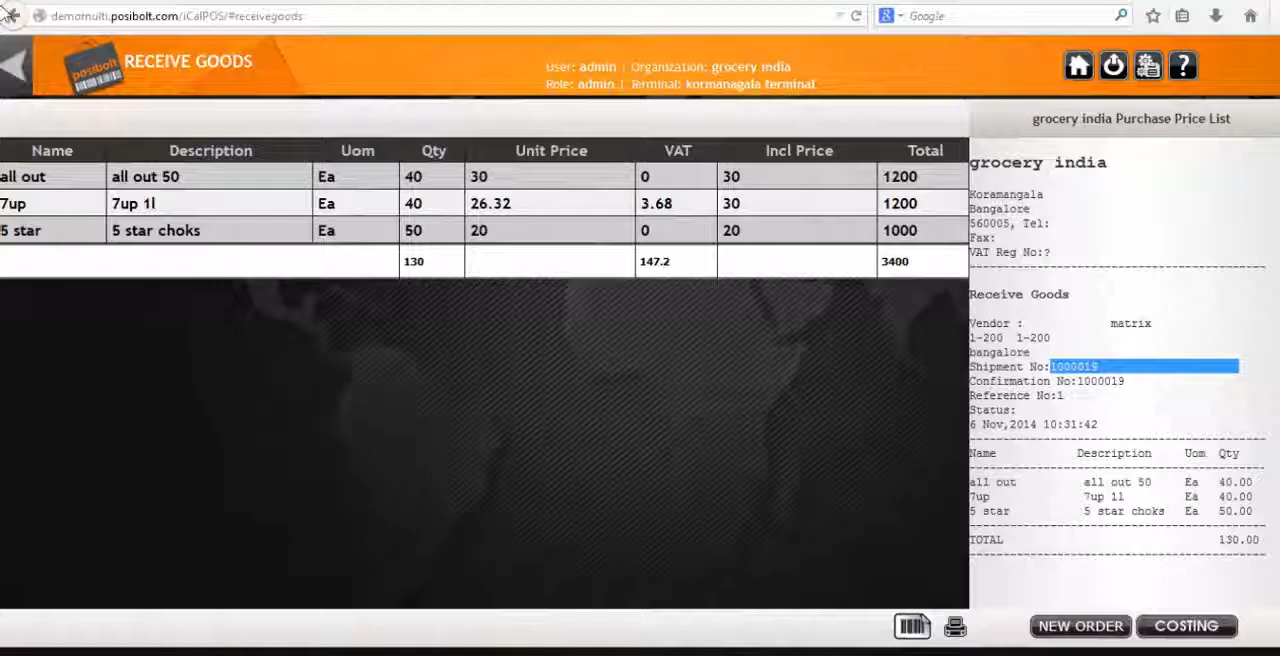 demomulti.posibolt.com/iCalPOS/#receivegoods
Google
posibolt
RECEIVE GOODS
User: admin | Organization: grocery india
Role: admin | Terminal: kormanagala terminal
?
grocery india Purchase Price List
Name Description Uom Qty Unit Price VAT Incl Price Total
all out all out 50 Ea 40 30 0 30 1200
7up 7up 1l Ea 40 26.32 3.68 30 1200
5 star 5 star choks Ea 50 20 0 20 1000
130 147.2 3400
grocery india
Koramangala
Bangalore
560005, Tel:
Fax:
VAT Reg No:?
Receive Goods
Vendor : matrix
1-200 1-200
bangalore
Shipment No:1000019
Confirmation No:1000019
Reference No:1
Status:
6 Nov,2014 10:31:42
Name Description Uom Qty
all out all out 50 Ea 40.00
7up 7up 1l Ea 40.00
5 star 5 star choks Ea 50.00
TOTAL 130.00
NEW ORDER COSTING